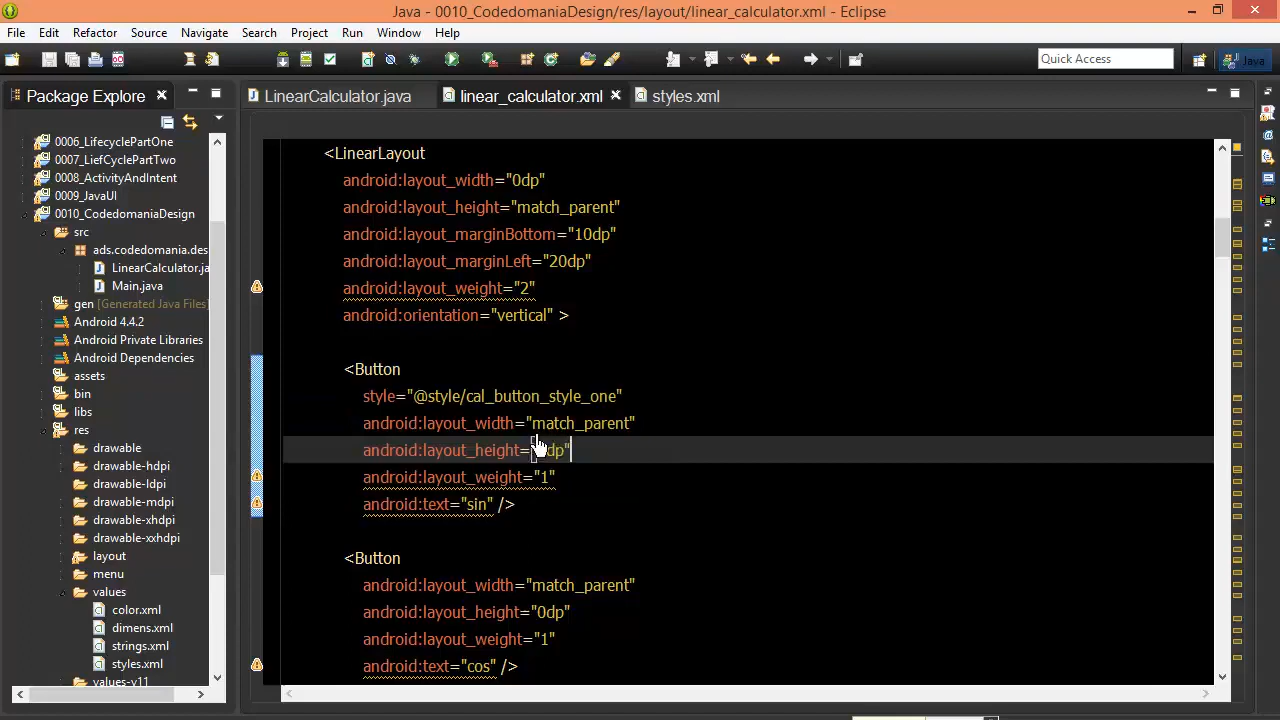 Java - 0010_CodedomaniaDesign/res/layout/linear_calculator.xml - Eclipse
File Edit Refactor Source Navigate Search Project Run Window Help
Quick Access
Java
Package Explore
LinearCalculator.java
linear_calculator.xml
styles.xml
0006_LifecyclePartOne
0007_LiefCyclePartTwo
0008_ActivityAndIntent
0009_JavaUI
0010_CodedomaniaDesign
src
ads.codedomania.des
LinearCalculator.ja
Main.java
gen [Generated Java Files]
Android 4.4.2
Android Private Libraries
Android Dependencies
assets
bin
libs
res
drawable
drawable-hdpi
drawable-ldpi
drawable-mdpi
drawable-xhdpi
drawable-xxhdpi
layout
menu
values
color.xml
dimens.xml
strings.xml
styles.xml
values-v11
<LinearLayout
android:layout_width="0dp"
android:layout_height="match_parent"
android:layout_marginBottom="10dp"
android:layout_marginLeft="20dp"
android:layout_weight="2"
android:orientation="vertical" >
<Button
style="@style/cal_button_style_one"
android:layout_width="match_parent"
android:layout_height= dp"
android:layout_weight="1"
android:text="sin" />
<Button
android:layout_width="match_parent"
android:layout_height="0dp"
android:layout_weight="1"
android:text="cos" />